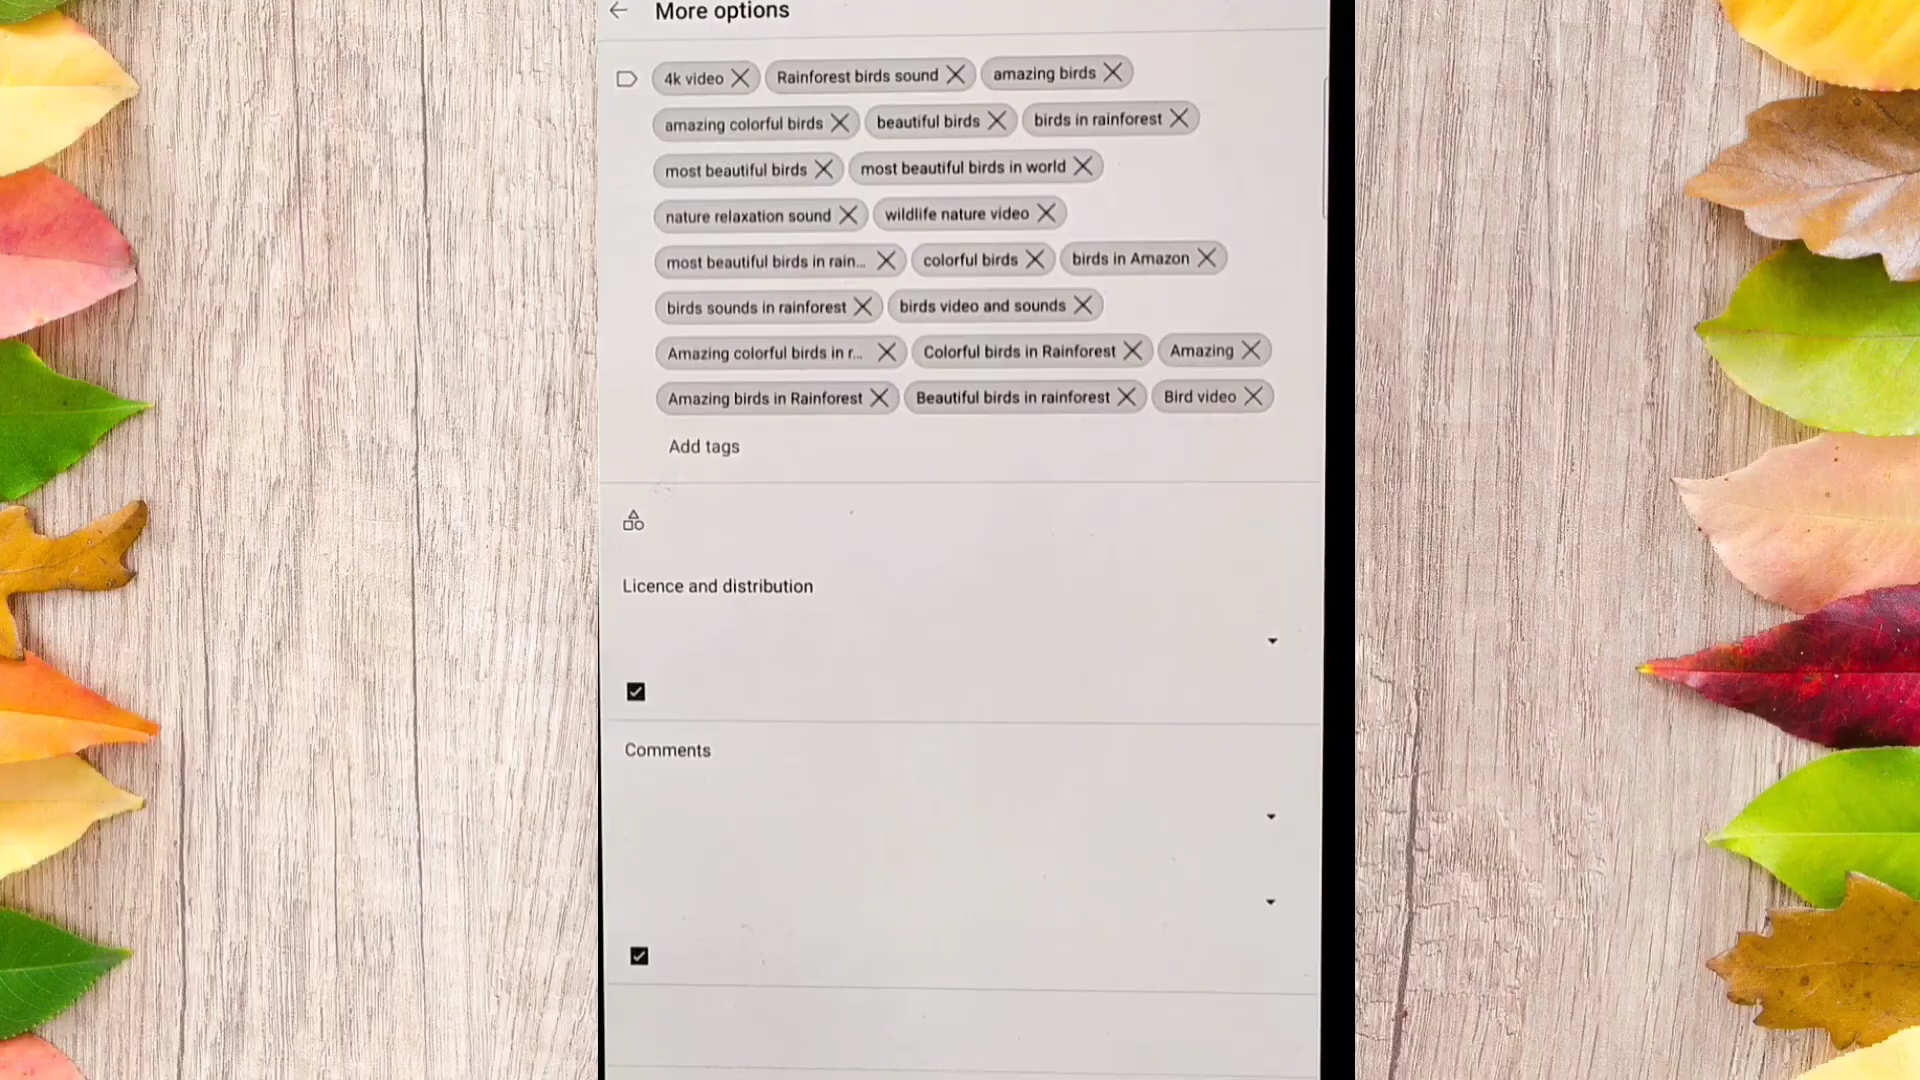 More options
4k video Rainforest birds sound amazing birds
amazing colorful birds beautiful birds birds in rainforest
most beautiful birds most beautiful birds in world
nature relaxation sound wildlife nature video
most beautiful birds in rain... colorful birds birds in Amazon
birds sounds in rainforest birds video and sounds
Amazing colorful birds in r... Colorful birds in Rainforest Amazing
Amazing birds in Rainforest Beautiful birds in rainforest Bird video
Add tags
Licence and distribution
Comments